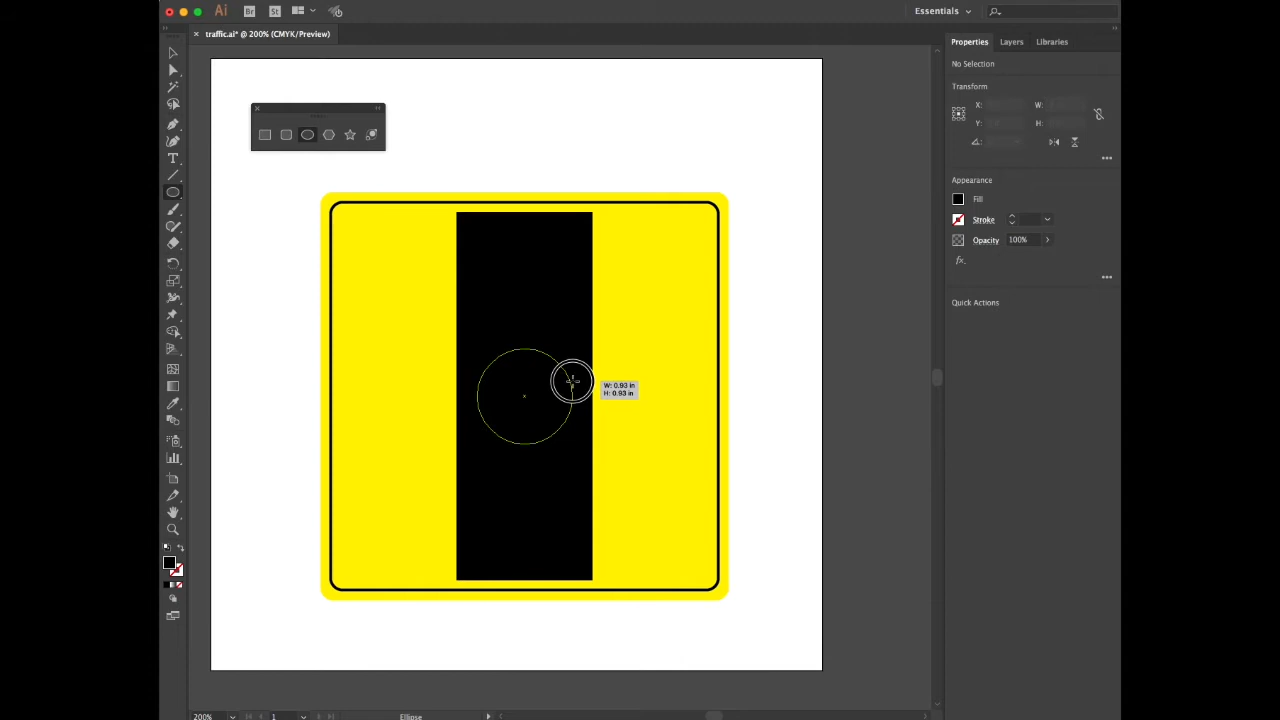 Ai Br St Essentials
× traffic.ai* @ 200% (CMYK/Preview)
Properties Layers Libraries
No Selection
Transform
X: W:
Y: H:
Appearance
Fill
Stroke
Opacity 100%
fx.
Quick Actions
W: 0.93 in
H: 0.93 in
T
200% 1 Ellipse